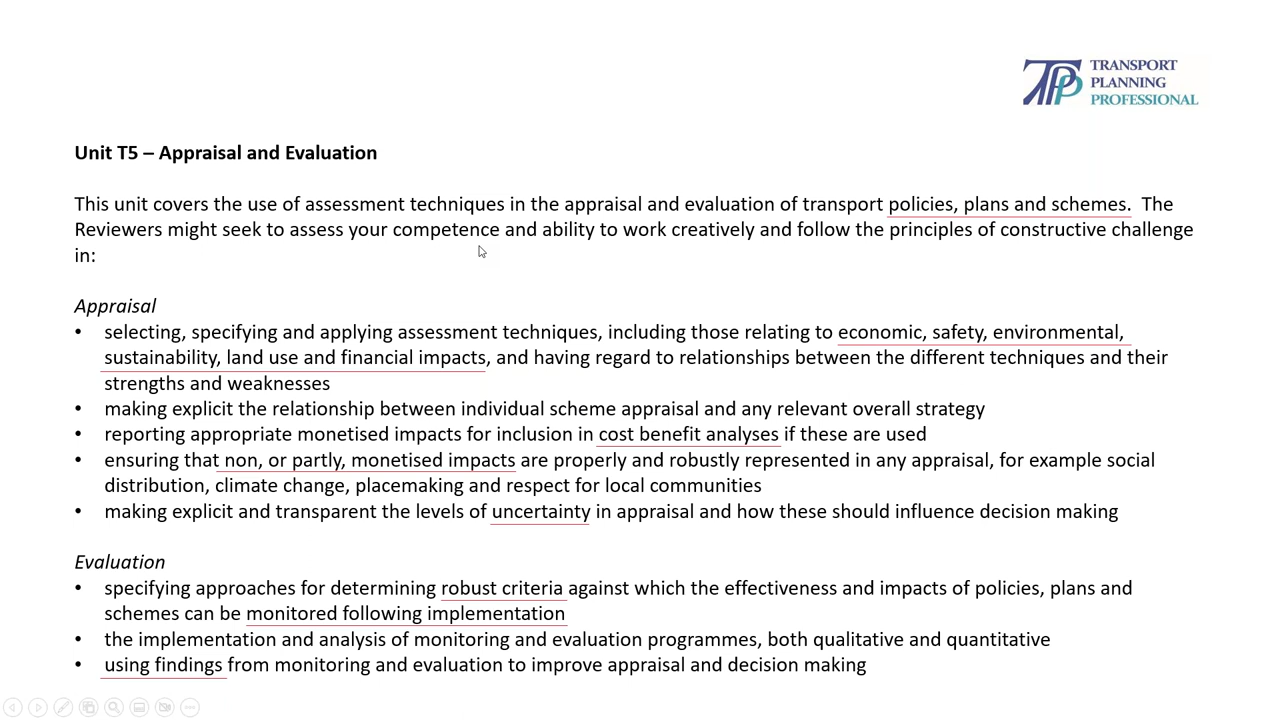 TRANSPORT
PLANNING
PROFESSIONAL
TPP
Unit T5 – Appraisal and Evaluation
This unit covers the use of assessment techniques in the appraisal and evaluation of transport policies, plans and schemes.  The
Reviewers might seek to assess your competence and ability to work creatively and follow the principles of constructive challenge
in:
Appraisal
• selecting, specifying and applying assessment techniques, including those relating to economic, safety, environmental,
sustainability, land use and financial impacts, and having regard to relationships between the different techniques and their
strengths and weaknesses
• making explicit the relationship between individual scheme appraisal and any relevant overall strategy
• reporting appropriate monetised impacts for inclusion in cost benefit analyses if these are used
• ensuring that non, or partly, monetised impacts are properly and robustly represented in any appraisal, for example social
distribution, climate change, placemaking and respect for local communities
• making explicit and transparent the levels of uncertainty in appraisal and how these should influence decision making
Evaluation
• specifying approaches for determining robust criteria against which the effectiveness and impacts of policies, plans and
schemes can be monitored following implementation
• the implementation and analysis of monitoring and evaluation programmes, both qualitative and quantitative
• using findings from monitoring and evaluation to improve appraisal and decision making